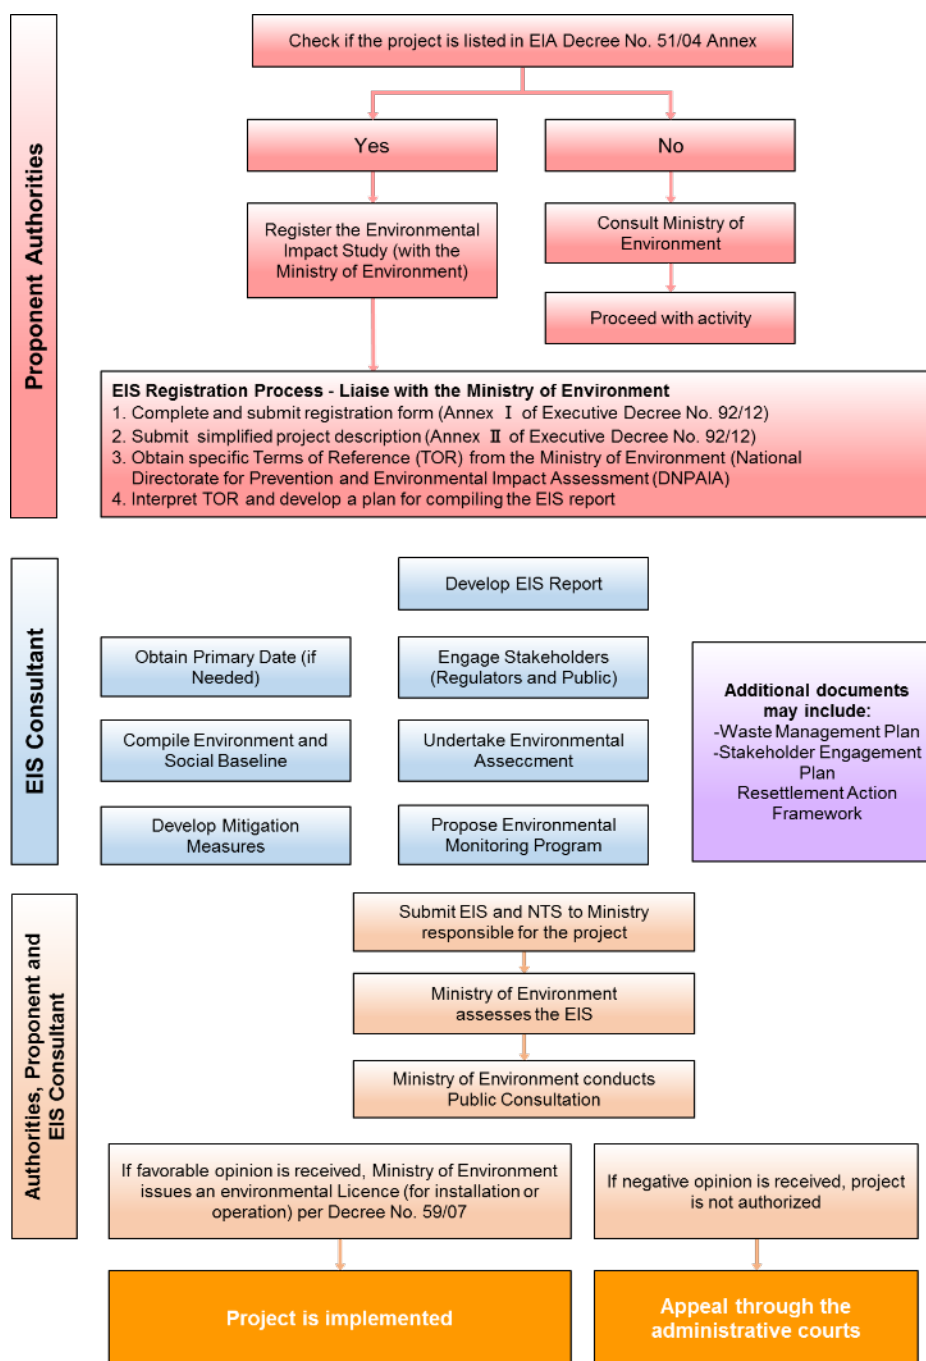 Proponent Authorities
Check if the project is listed in EIA Decree No. 51/04 Annex
Yes
No
Register the Environmental
Impact Study (with the
Ministry of Environment)
Consult Ministry of
Environment
Proceed with activity
EIS Registration Process - Liaise with the Ministry of Environment
1. Complete and submit registration form (Annex Ⅰ of Executive Decree No. 92/12)
2. Submit simplified project description (Annex Ⅱ of Executive Decree No. 92/12)
3. Obtain specific Terms of Reference (TOR) from the Ministry of Environment (National
Directorate for Prevention and Environmental Impact Assessment (DNPAIA)
4. Interpret TOR and develop a plan for compiling the EIS report
EIS Consultant
Develop EIS Report
Obtain Primary Date (if
Needed)
Engage Stakeholders
(Regulators and Public)
Compile Environment and
Social Baseline
Undertake Environmental
Asseccment
Develop Mitigation
Measures
Propose Environmental
Monitoring Program
Additional documents
may include:
-Waste Management Plan
-Stakeholder Engagement
Plan
Resettlement Action
Framework
Authorities, Proponent and
EIS Consultant
Submit EIS and NTS to Ministry
responsible for the project
Ministry of Environment
assesses the EIS
Ministry of Environment conducts
Public Consultation
If favorable opinion is received, Ministry of Environment
issues an environmental Licence (for installation or
operation) per Decree No. 59/07
If negative opinion is received, project
is not authorized
Project is implemented
Appeal through the
administrative courts